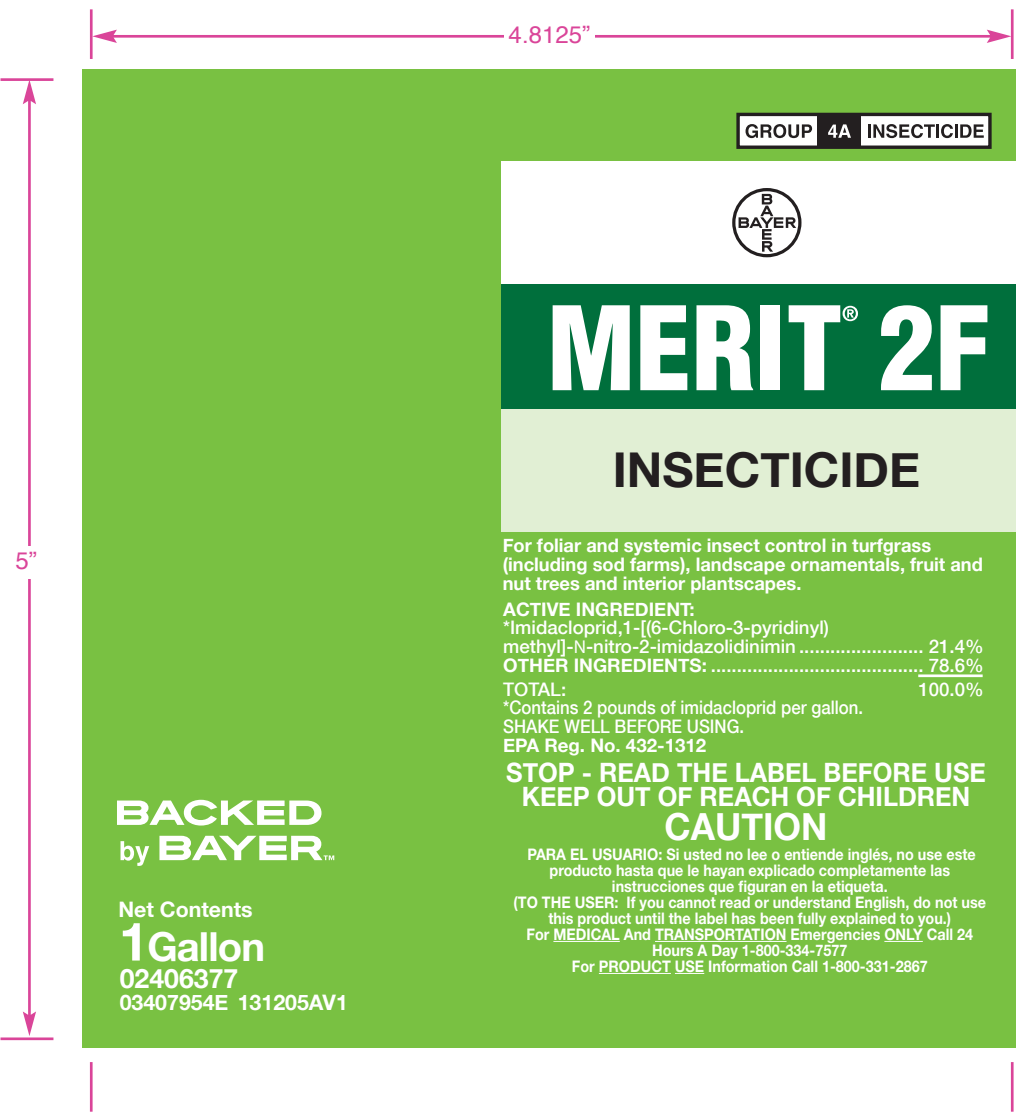 4.8125”
GROUP 4A INSECTICIDE
BAYER
BAYER
MERIT® 2F
INSECTICIDE
5”
For foliar and systemic insect control in turfgrass
(including sod farms), landscape ornamentals, fruit and
nut trees and interior plantscapes.
ACTIVE INGREDIENT:
*Imidacloprid,1-[(6-Chloro-3-pyridinyl)
methyl]-N-nitro-2-imidazolidinimin ........................ 21.4%
OTHER INGREDIENTS: ......................................... 78.6%
TOTAL: 100.0%
*Contains 2 pounds of imidacloprid per gallon.
SHAKE WELL BEFORE USING.
EPA Reg. No. 432-1312
STOP - READ THE LABEL BEFORE USE
KEEP OUT OF REACH OF CHILDREN
CAUTION
PARA EL USUARIO: Si usted no lee o entiende inglés, no use este
producto hasta que le hayan explicado completamente las
instrucciones que figuran en la etiqueta.
(TO THE USER: If you cannot read or understand English, do not use
this product until the label has been fully explained to you.)
For MEDICAL And TRANSPORTATION Emergencies ONLY Call 24
Hours A Day 1-800-334-7577
For PRODUCT USE Information Call 1-800-331-2867
BACKED
by BAYER™
Net Contents
1 Gallon
02406377
03407954E 131205AV1